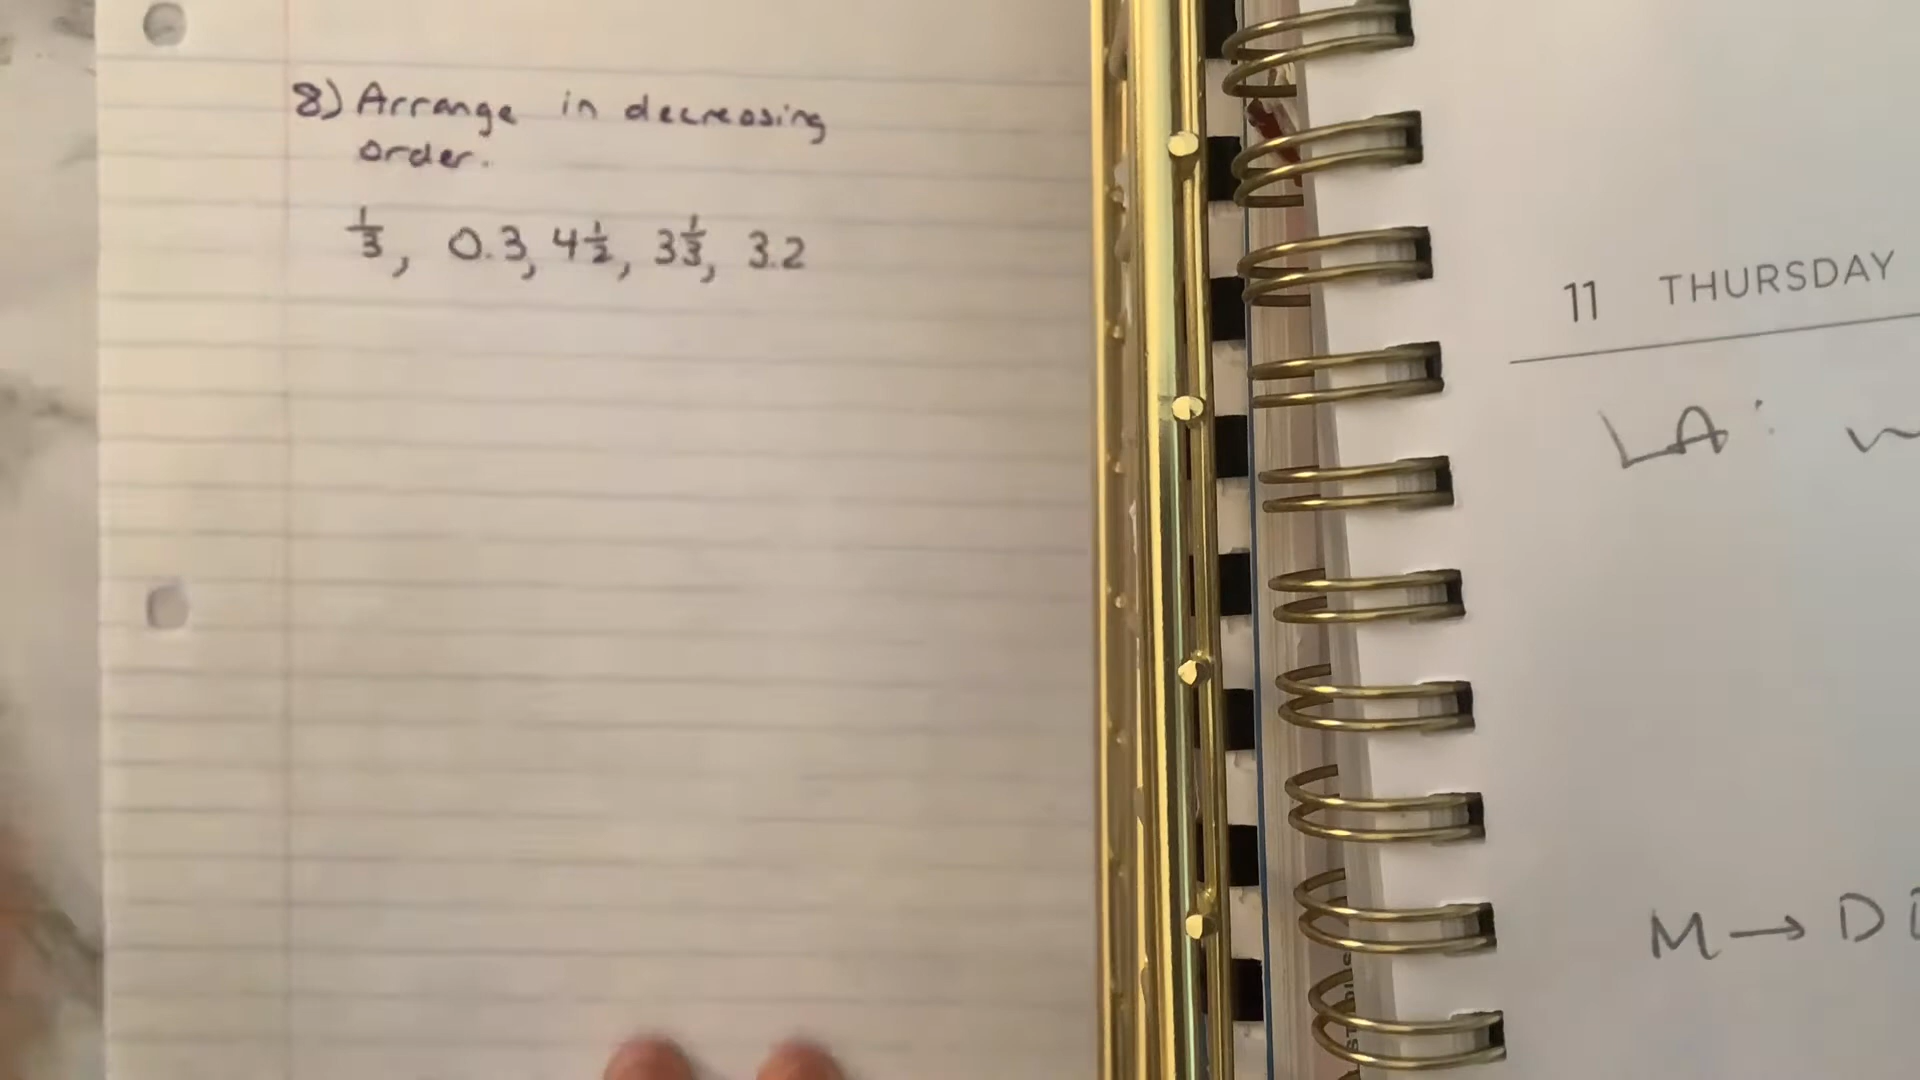 8) Arrange in decreasing
order.
1/3, 0.3, 4 1/2, 3 1/3, 3.2
11 THURSDAY
LA:
M → D